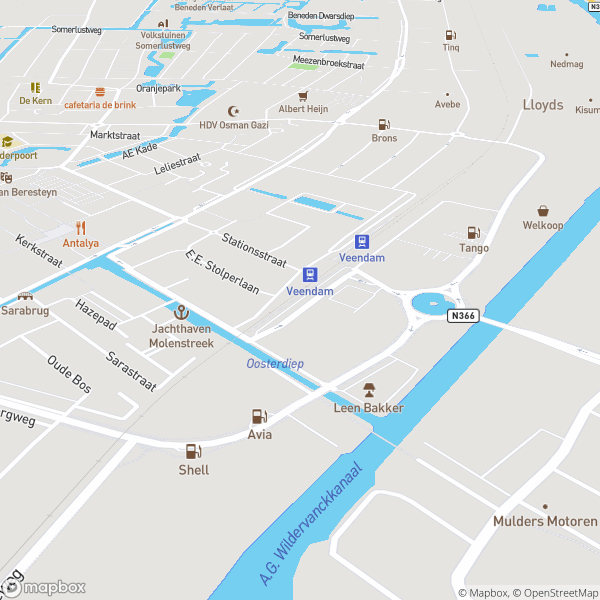 Beneden Verlaat
Beneden Dwarsdiep
N366
Somerlustweg
Volkstuinen
Somerlustweg
Somerlustweg
Tinq
Meezenbroekstraat
Nedmag
De Kern
cafetaria de brink
Oranjepark
Albert Heijn
Avebe
Lloyds
Kisum
HDV Osman Gazi
Brons
Marktstraat
AE Kade
Leliestraat
derpoort
an Beresteyn
Welkoop
Antalya
Stationsstraat
Veendam
Tango
Kerkstraat
E.E. Stolperlaan
Veendam
Sarabrug
Hazepad
Jachthaven
Molenstreek
N366
Sarastraat
Oosterdiep
Oude Bos
Leen Bakker
rgweg
Avia
Shell
A.G. Wildervanckkanaal
Mulders Motoren
mapbox
© Mapbox, © OpenStreetMap